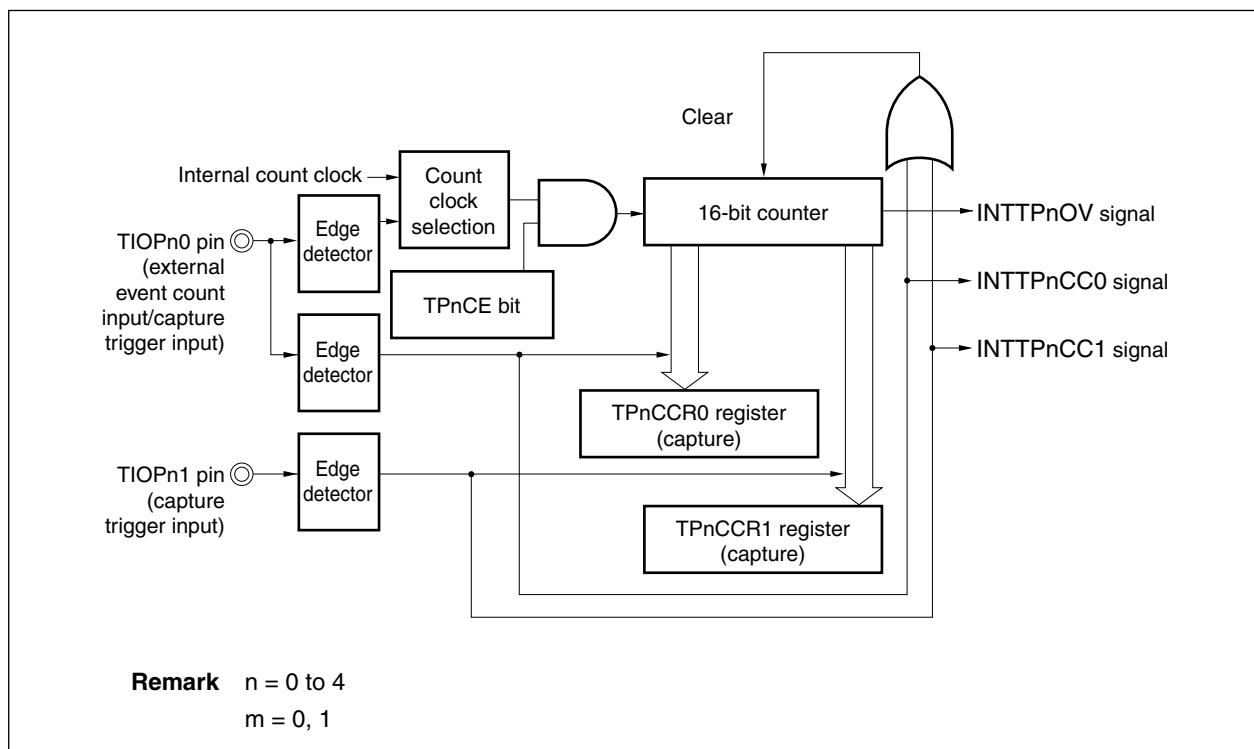 Clear
Internal count clock
Count
clock
selection
16-bit counter
INTTPnOV signal
Edge
detector
TIOPn0 pin
(external
event count
input/capture
trigger input)
TPnCE bit
INTTPnCC0 signal
Edge
detector
INTTPnCC1 signal
TPnCCR0 register
(capture)
TIOPn1 pin
(capture
trigger input)
Edge
detector
TPnCCR1 register
(capture)
Remark n = 0 to 4
m = 0, 1